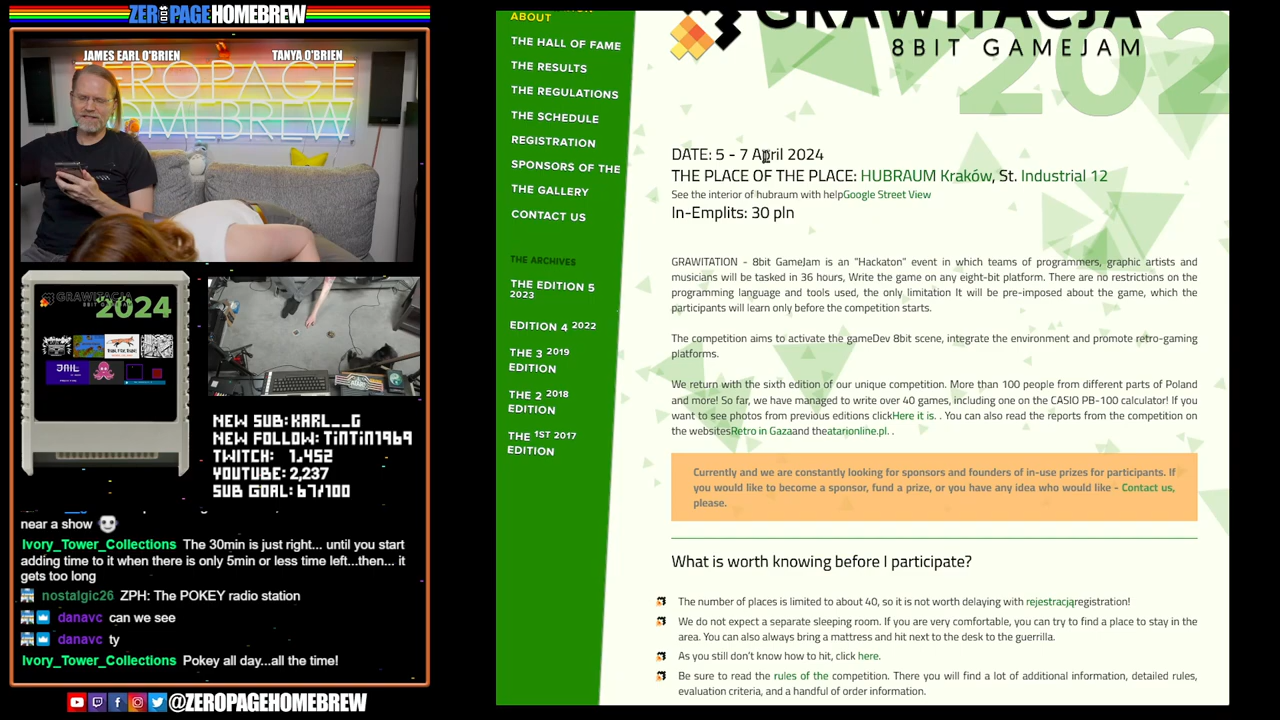 ZEROPAGEHOMEBREW
JAMES EARL O'BRIEN
TANYA O'BRIEN
GRAWITACJA
8BIT GAMEJAM
2024
JAIL
NEW SUB: KARL__G
NEW FOLLOW: TINTIN1969
TWITCH: 1,452
YOUTUBE: 2,237
SUB GOAL: 67/100
near a show
Ivory_Tower_Collections The 30min is just right... until you start
adding time to it when there is only 5min or less time left...then... it
gets too long
nostalgic26 ZPH: The POKEY radio station
danavc can we see
danavc ty
Ivory_Tower_Collections Pokey all day...all the time!
@ZEROPAGEHOMEBREW
ABOUT
THE HALL OF FAME
THE RESULTS
THE REGULATIONS
THE SCHEDULE
REGISTRATION
SPONSORS OF THE
THE GALLERY
CONTACT US
THE ARCHIVES
THE EDITION 5
2023
EDITION 4 2022
THE 3 2019
EDITION
THE 2 2018
EDITION
THE 1ST 2017
EDITION
GRAWITACJA
8BIT GAMEJAM
202
DATE: 5 - 7 April 2024
THE PLACE OF THE PLACE: HUBRAUM Kraków, St. Industrial 12
See the interior of hubraum with helpGoogle Street View
In-Emplits: 30 pln
GRAWITATION - 8bit GameJam is an "Hackaton" event in which teams of programmers, graphic artists and
musicians will be tasked in 36 hours, Write the game on any eight-bit platform. There are no restrictions on the
programming language and tools used, the only limitation It will be pre-imposed about the game, which the
participants will learn only before the competition starts.
The competition aims to activate the gameDev 8bit scene, integrate the environment and promote retro-gaming
platforms.
We return with the sixth edition of our unique competition. More than 100 people from different parts of Poland
and more! So far, we have managed to write over 40 games, including one on the CASIO PB-100 calculator! If you
want to see photos from previous editions clickHere it is. . You can also read the reports from the competition on
the websitesRetro in Gazaand theatarionline.pl. .
Currently and we are constantly looking for sponsors and founders of in-use prizes for participants. If
you would like to become a sponsor, fund a prize, or you have any idea who would like - Contact us,
please.
What is worth knowing before I participate?
The number of places is limited to about 40, so it is not worth delaying with rejestracjąregistration!
We do not expect a separate sleeping room. If you are very comfortable, you can try to find a place to stay in the
area. You can also always bring a mattress and hit next to the desk to the guerrilla.
As you still don't know how to hit, click here.
Be sure to read the rules of the competition. There you will find a lot of additional information, detailed rules,
evaluation criteria, and a handful of order information.